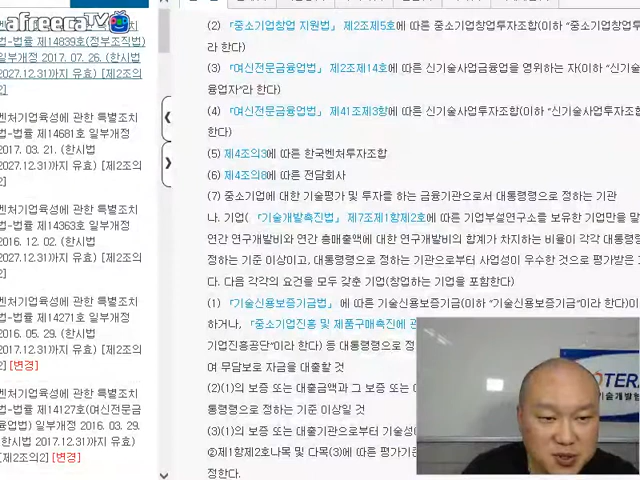 afreecaTV
법-법률 제14839호(정부조직법)
일부개정 2017. 07. 26. (한시법
2027.12.31까지 유효) [제2조의
2]
벤처기업육성에 관한 특별조치
법-법률 제14681호 일부개정
2017. 03. 21. (한시법
2027.12.31까지 유효) [제2조의
2]
벤처기업육성에 관한 특별조치
법-법률 제14363호 일부개정
2016. 12. 02. (한시법
2027.12.31까지 유효) [제2조의
2]
벤처기업육성에 관한 특별조치
법-법률 제14271호 일부개정
2016. 05. 29. (한시법
2017.12.31까지 유효) [제2조의
2] [변경]
벤처기업육성에 관한 특별조치
법-법률 제14127호(여신전문금
융업법) 일부개정 2016. 03. 29.
(한시법 2017.12.31까지 유효)
[제2조의2] [변경]
(2) 「중소기업창업 지원법」 제2조제5호에 따른 중소기업창업투자조합(이하 "중소기업창업투
라 한다)
(3) 「여신전문금융업법」 제2조제14호에 따른 신기술사업금융업을 영위하는 자(이하 "신기술
융업자"라 한다)
(4) 「여신전문금융업법」 제41조제3항에 따른 신기술사업투자조합(이하 "신기술사업투자조합
한다)
(5) 제4조의3에 따른 한국벤처투자조합
(6) 제4조의8에 따른 전담회사
(7) 중소기업에 대한 기술평가 및 투자를 하는 금융기관으로서 대통령령으로 정하는 기관
나. 기업( 「기술개발촉진법」 제7조제1항제2호에 따른 기업부설연구소를 보유한 기업만을 말
연간 연구개발비와 연간 총매출액에 대한 연구개발비의 합계가 차지하는 비율이 각각 대통령
정하는 기준 이상이고, 대통령령으로 정하는 기관으로부터 사업성이 우수한 것으로 평가받은 기
다. 다음 각각의 요건을 모두 갖춘 기업(창업하는 기업을 포함한다)
(1) 「기술신용보증기금법」 에 따른 기술신용보증기금(이하 "기술신용보증기금"이라 한다)이
하거나, 「중소기업진흥 및 제품구매촉진에 관
기업진흥공단"이라 한다) 등 대통령령으로 정
여 무담보로 자금을 대출할 것
(2)(1)의 보증 또는 대출금액과 그 보증 또는
통령령으로 정하는 기준 이상일 것
(3)(1)의 보증 또는 대출기관으로부터 기술성
②제1항제2호나목 및 다목(3)에 따른 평가기
정한다.
OTER
기술개발